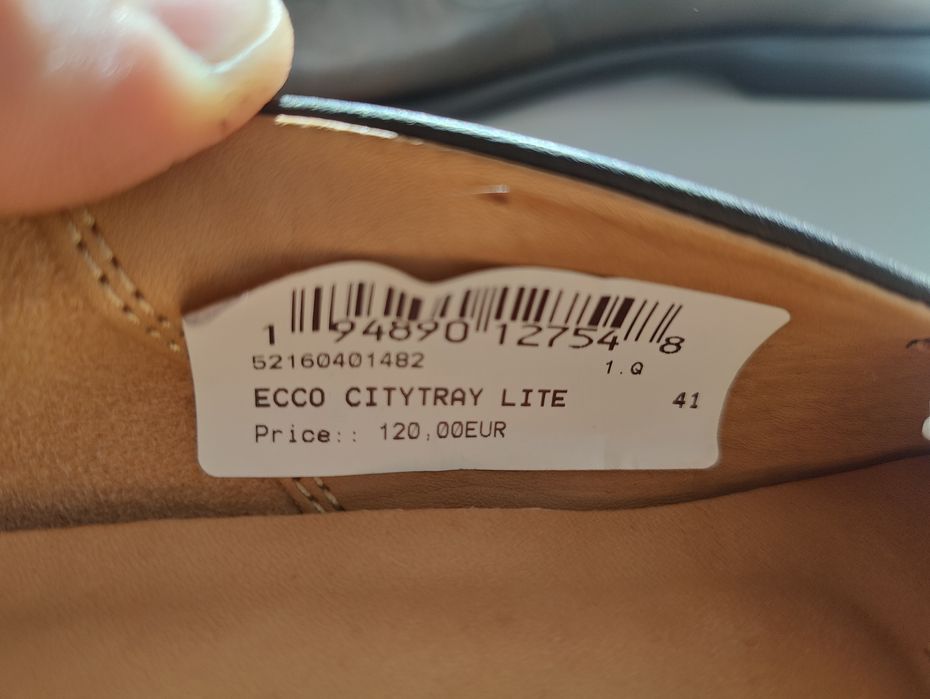 1 94890 12754 8
52160401482
1.Q
ECCO CITYTRAY LITE 41
Price:: 120,00EUR